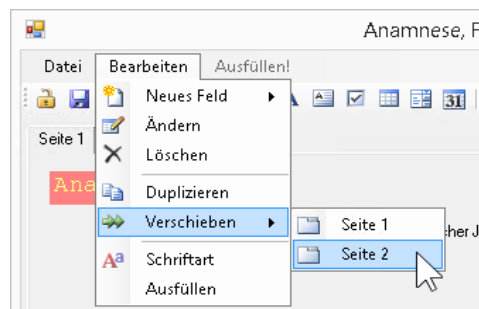 Anamnese, F
Datei Bearbeiten Ausfüllen!
Neues Feld
31
Ändern
Seite 1
Löschen
Ana
Duplizieren
Verschieben
Seite 1
her J
Seite 2
Schriftart
Ausfüllen